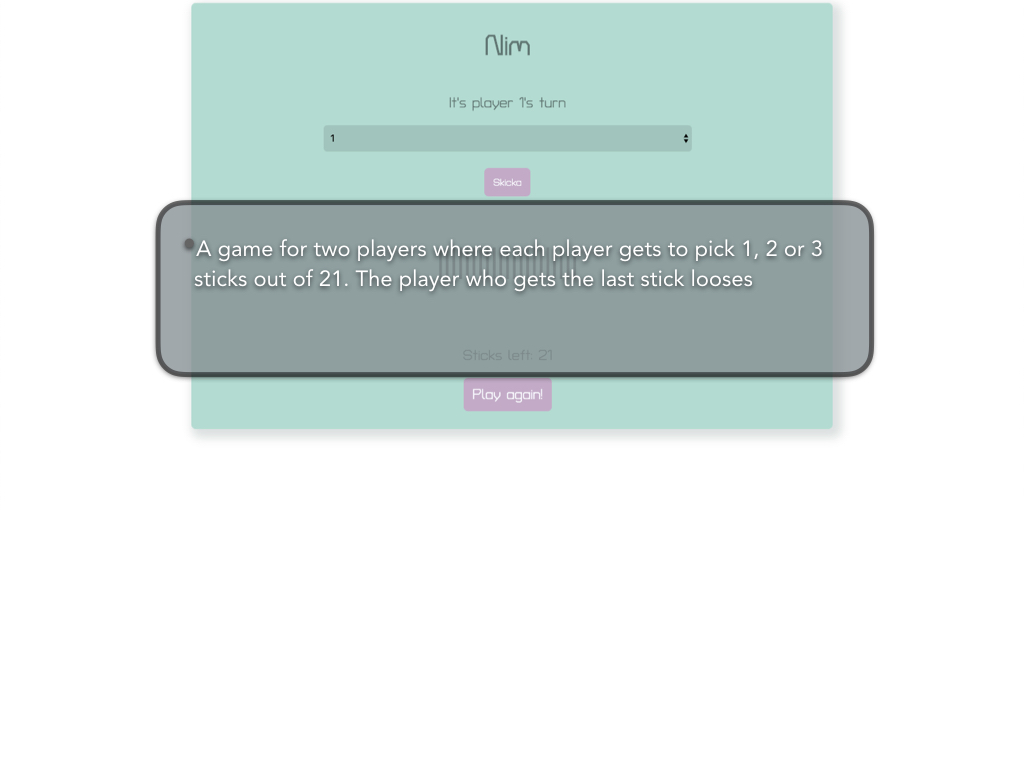 Nim
It's player 1's turn
1
Skicka
A game for two players where each player gets to pick 1, 2 or 3
sticks out of 21. The player who gets the last stick looses
Sticks left: 21
Play again!